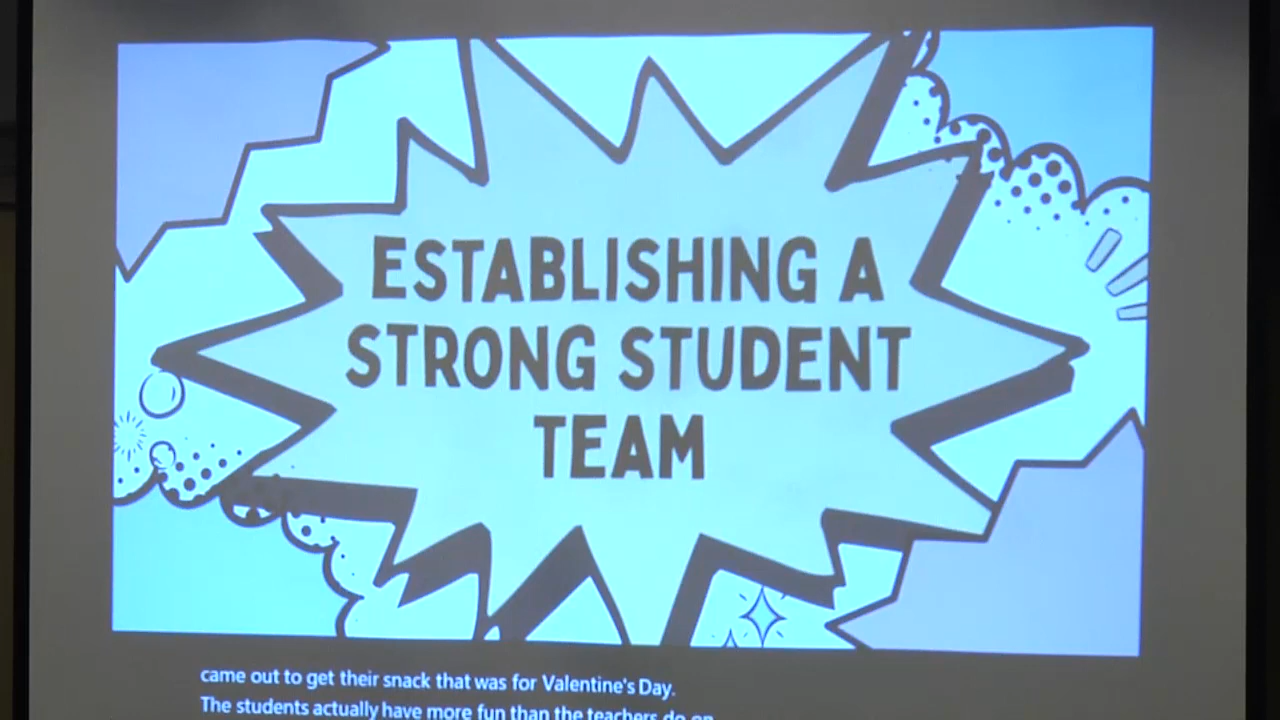 ESTABLISHING A
STRONG STUDENT
TEAM
came out to get their snack that was for Valentine's Day.
The students actually have more fun than the teachers do on